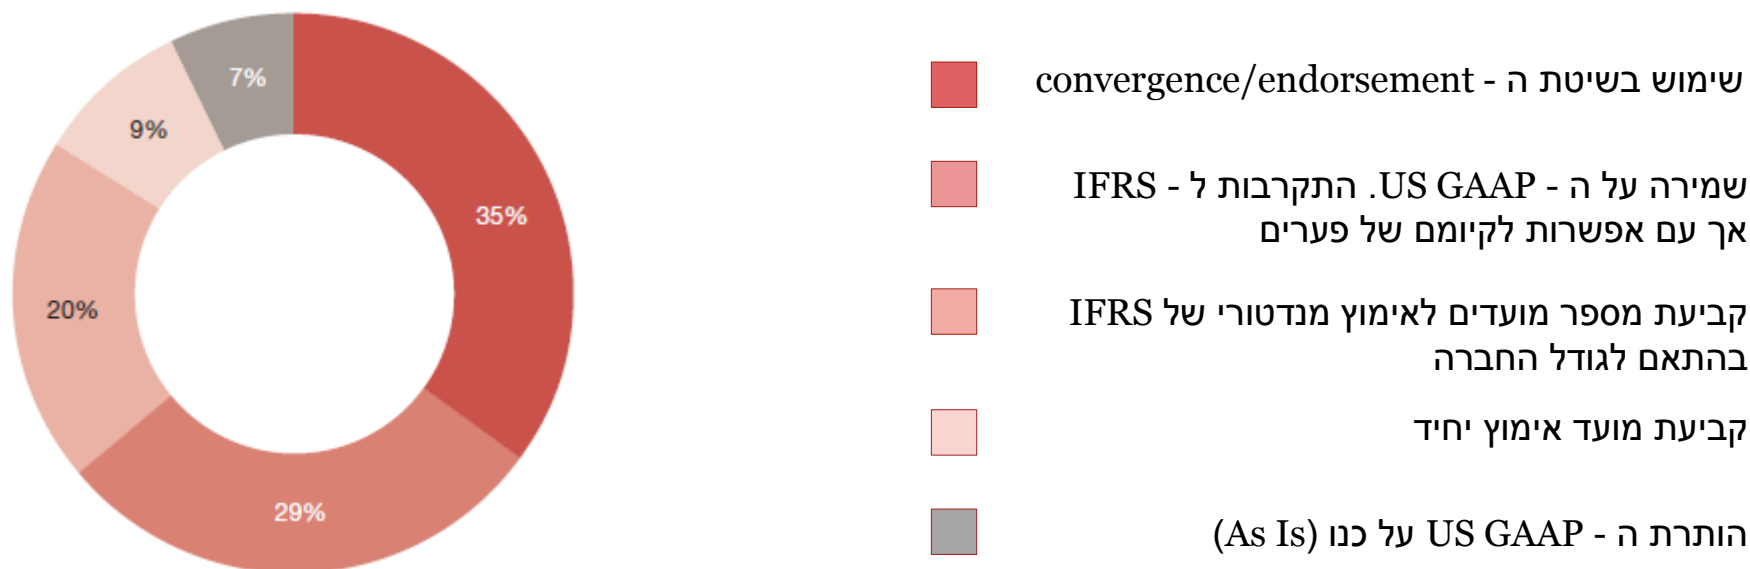 7%
9%
35%
20%
29%
שימוש בשיטת ה - convergence/endorsement
שמירה על ה - US GAAP. התקרבות ל - IFRS
אך עם אפשרות לקיומם של פערים
קביעת מספר מועדים לאימוץ מנדטורי של IFRS
בהתאם לגודל החברה
קביעת מועד אימוץ יחיד
הותרת ה - US GAAP על כנו (As Is)